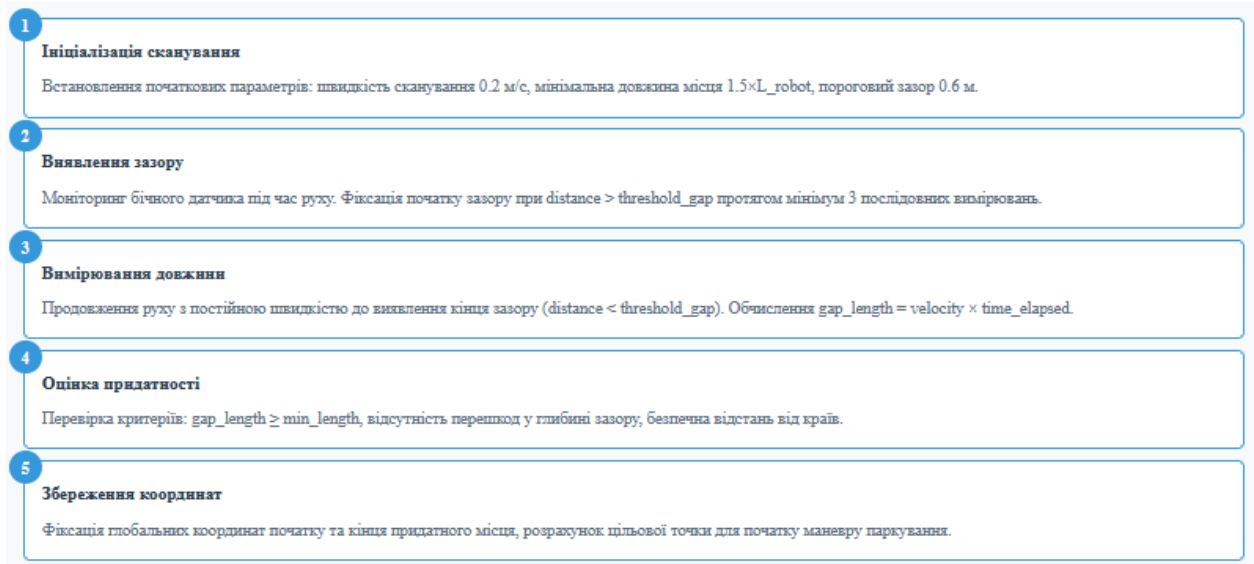 1
Ініціалізація сканування
Встановлення початкових параметрів: швидкість сканування 0.2 м/с, мінімальна довжина місця 1.5×L_robot, пороговий зазор 0.6 м.
2
Виявлення зазору
Моніторинг бічного датчика під час руху. Фіксація початку зазору при distance > threshold_gap протягом мінімум 3 послідовних вимірювань.
3
Вимірювання довжини
Продовження руху з постійною швидкістю до виявлення кінця зазору (distance < threshold_gap). Обчислення gap_length = velocity × time_elapsed.
4
Оцінка придатності
Перевірка критеріїв: gap_length ≥ min_length, відсутність перешкод у глибині зазору, безпечна відстань від країв.
5
Збереження координат
Фіксація глобальних координат початку та кінця придатного місця, розрахунок цільової точки для початку маневру паркування.